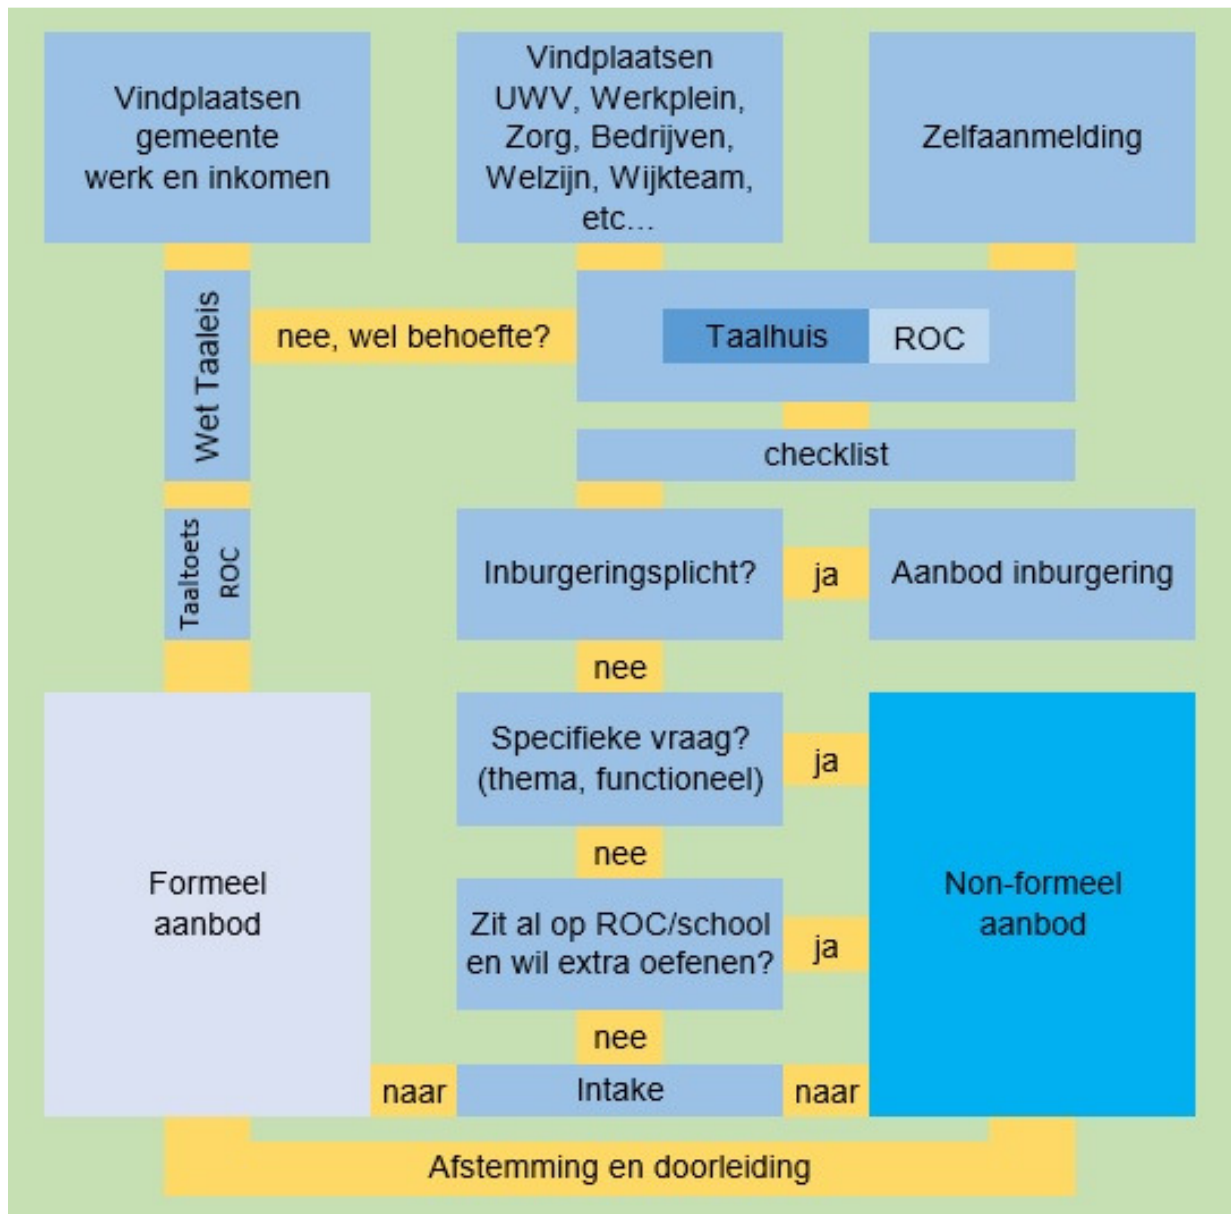 Vindplaatsen
gemeente
werk en inkomen
Vindplaatsen
UWV, Werkplein,
Zorg, Bedrijven,
Welzijn, Wijkteam,
etc...
Zelfaanmelding
Wet Taaleis
nee, wel behoefte?
Taalhuis
ROC
checklist
Taaltoets
ROC
Inburgeringsplicht?
ja
Aanbod inburgering
nee
Specifieke vraag?
(thema, functioneel)
ja
nee
Formeel
aanbod
Zit al op ROC/school
en wil extra oefenen?
ja
Non-formeel
aanbod
nee
naar
Intake
naar
Afstemming en doorleiding